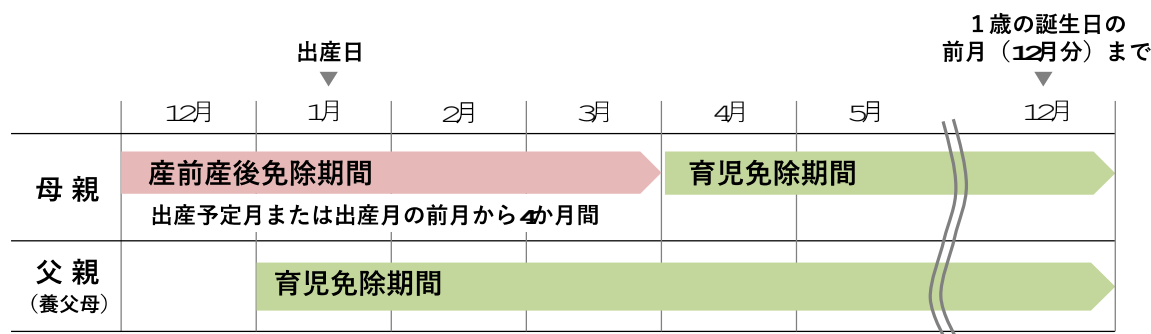 出産日
１歳の誕生日の
前月（12月分）まで
12月 1月 2月 3月 4月 5月 12月
母親
産前産後免除期間 育児免除期間
出産予定月または出産月の前月から4か月間
父親
（養父母）
育児免除期間